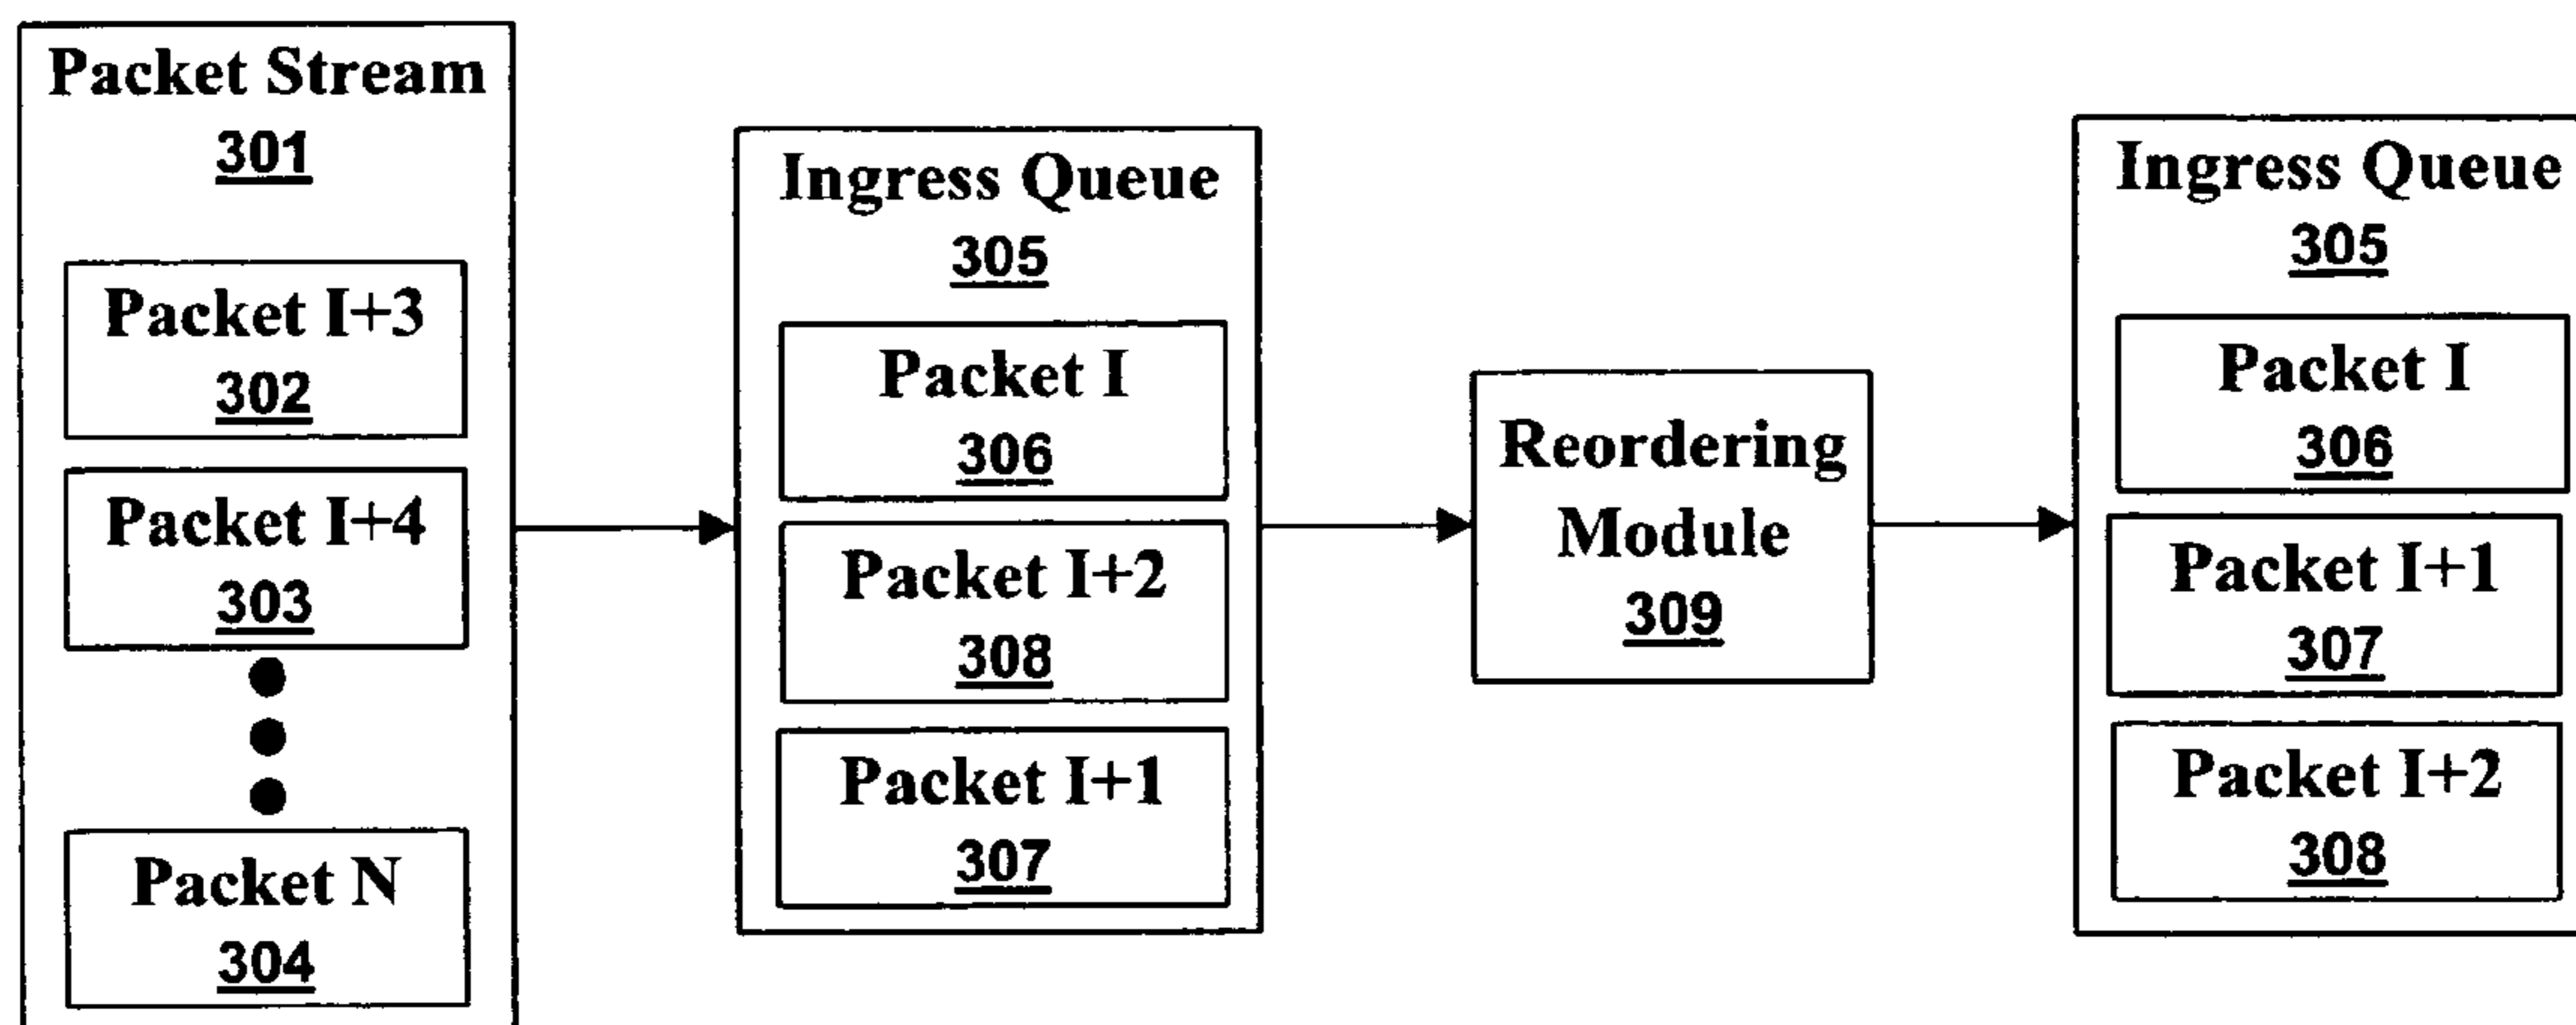 Packet Stream
301
Packet I+3
302
Packet I+4
303
Packet N
304
Ingress Queue
305
Packet I
306
Packet I+2
308
Packet I+1
307
Reordering
Module
309
Ingress Queue
305
Packet I
306
Packet I+1
307
Packet I+2
308